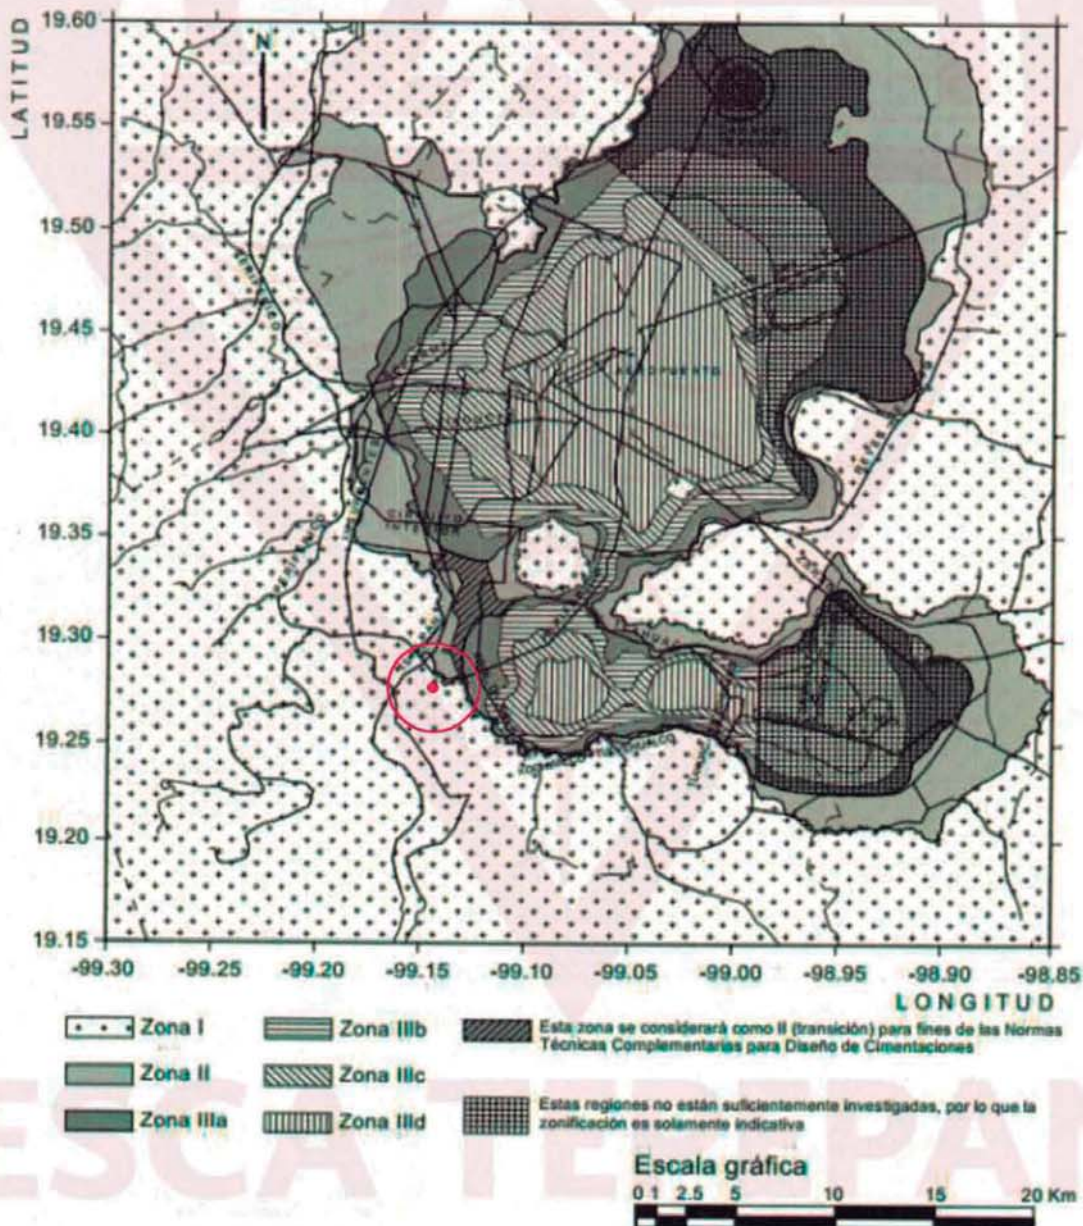 LATITUD
N
19.60
19.55
19.50
19.45
19.40
19.35
19.30
19.25
19.20
19.15
AEROPUERTO
CIRCUITO
INTERIOR
-99.30 -99.25 -99.20 -99.15 -99.10 -99.05 -99.00 -98.95 -98.90 -98.85
LONGITUD
Zona I
Zona II
Zona IIIa
Zona IIIb
Zona IIIc
Zona IIId
Esta zona se considerará como II (transición) para fines de las Normas
Técnicas Complementarias para Diseño de Cimentaciones
Estas regiones no están suficientemente investigadas, por lo que la
zonificación es solamente indicativa
Escala gráfica
0 1 2.5 5 10 15 20 Km
ESCA TEPEPAN